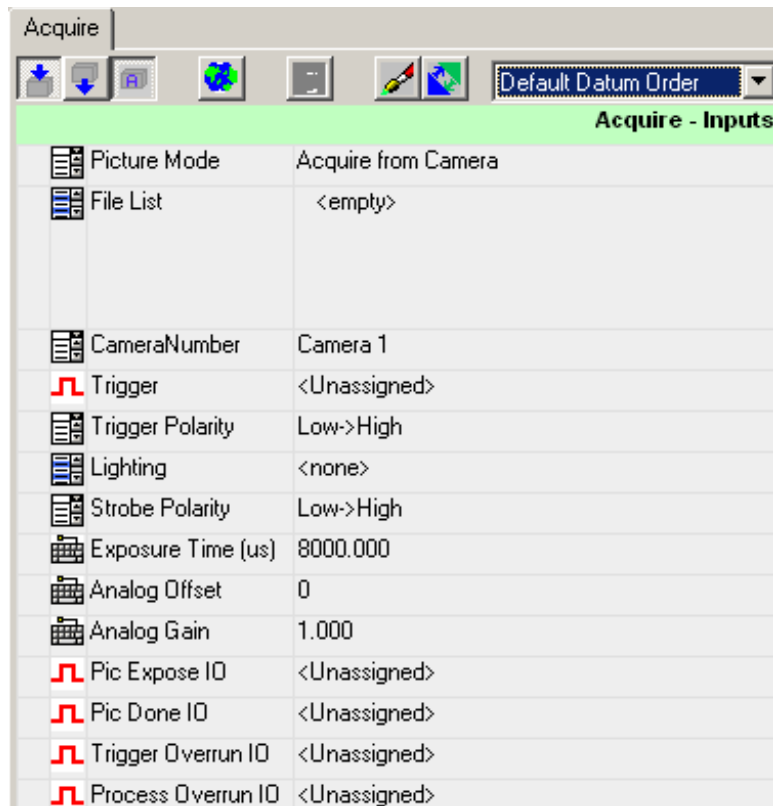 Acquire
Default Datum Order
Acquire - Inputs
Picture Mode Acquire from Camera
File List <empty>
CameraNumber Camera 1
Trigger <Unassigned>
Trigger Polarity Low->High
Lighting <none>
Strobe Polarity Low->High
Exposure Time (us) 8000.000
Analog Offset 0
Analog Gain 1.000
Pic Expose IO <Unassigned>
Pic Done IO <Unassigned>
Trigger Overrun IO <Unassigned>
Process Overrun IO <Unassigned>